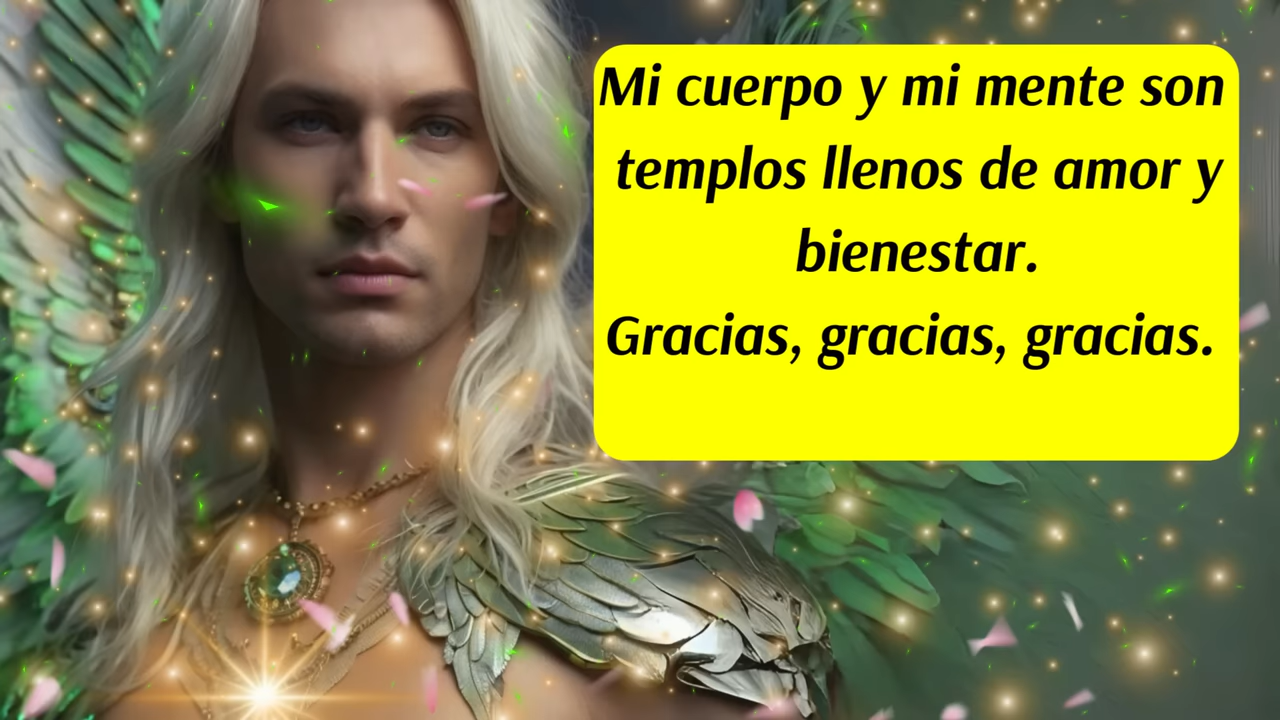 Mi cuerpo y mi mente son
templos llenos de amor y
bienestar.
Gracias, gracias, gracias.